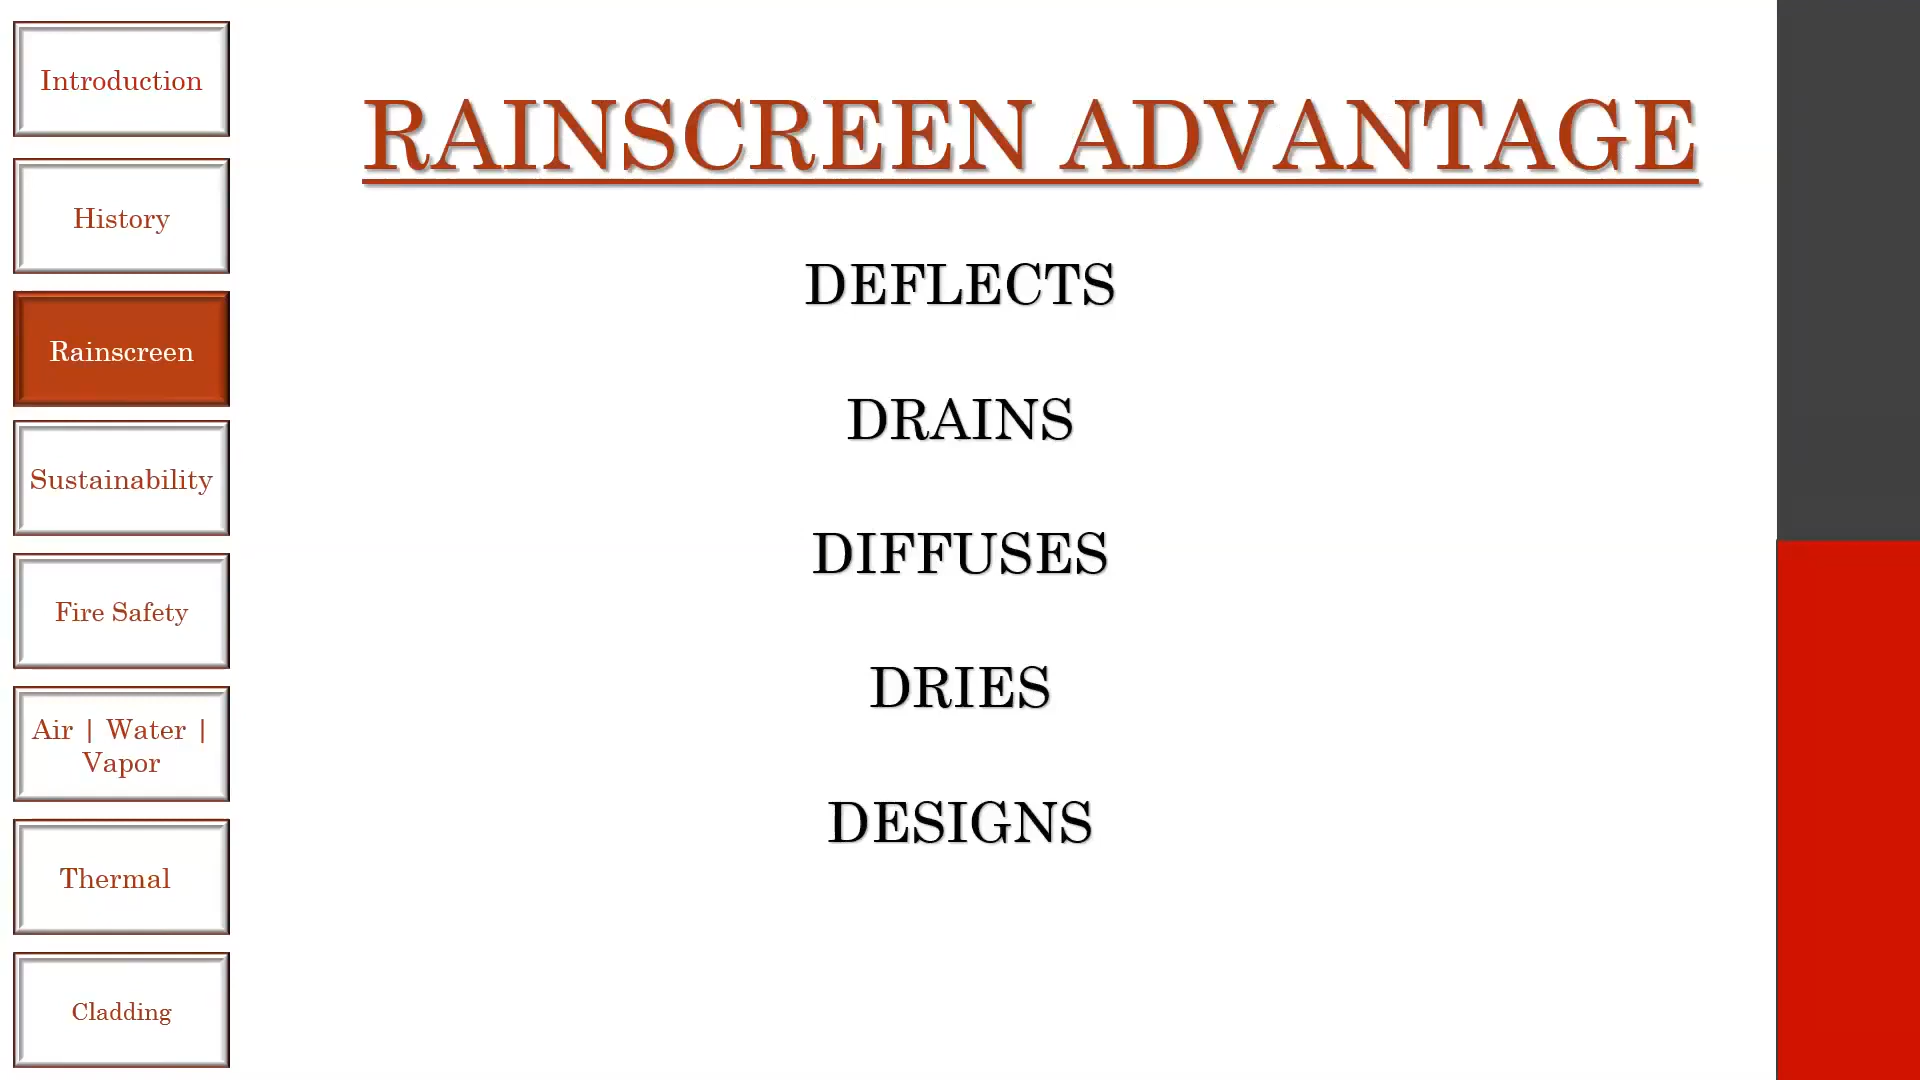 Introduction
History
Rainscreen
Sustainability
Fire Safety
Air | Water |
Vapor
Thermal
Cladding
RAINSCREEN ADVANTAGE
DEFLECTS
DRAINS
DIFFUSES
DRIES
DESIGNS